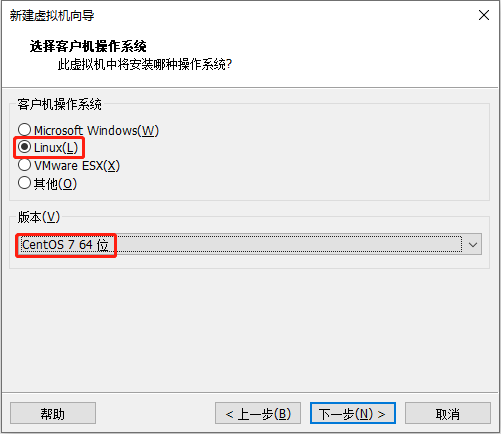 新建虚拟机向导
选择客户机操作系统
此虚拟机中将安装哪种操作系统?
客户机操作系统
Microsoft Windows(W)
Linux(L)
VMware ESX(X)
其他(O)
版本(V)
CentOS 7 64 位
帮助
< 上一步(B)
下一步(N) >
取消